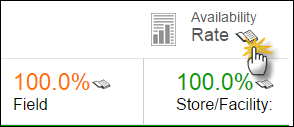 Availability
Rate
100.0%
Field
100.0%
Store/Facility: